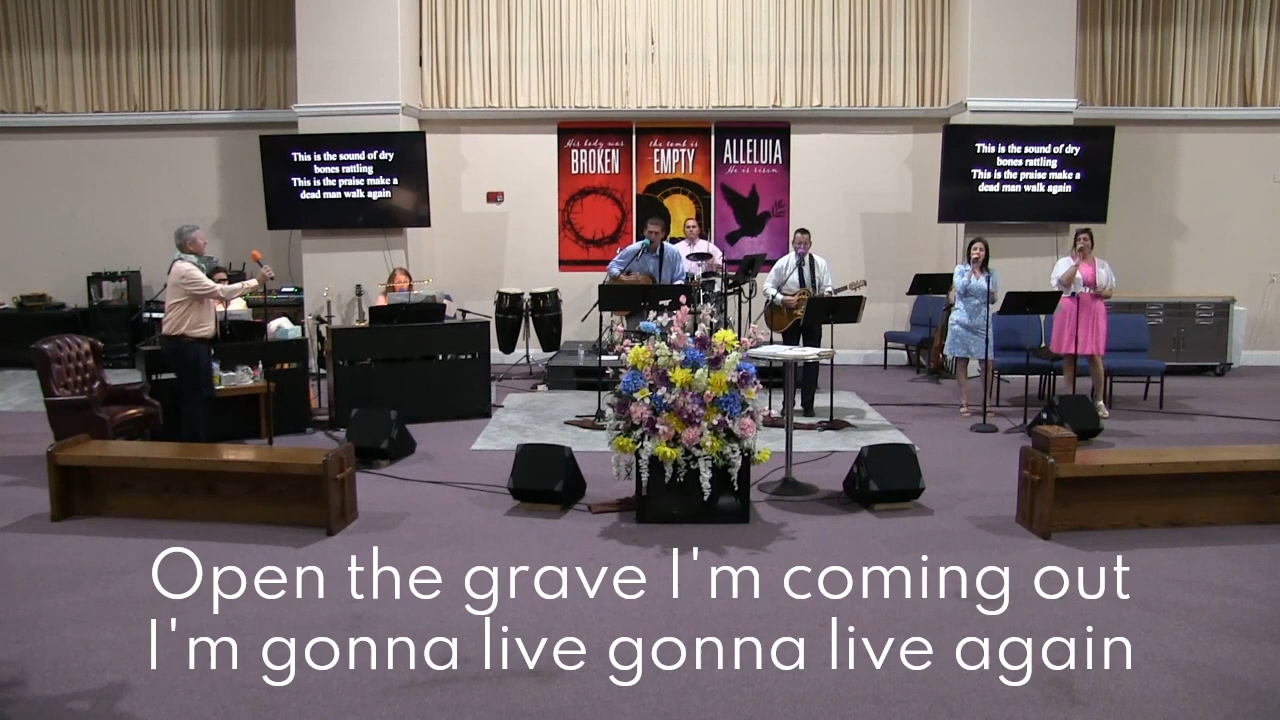 This is the sound of dry
bones rattling
This is the praise make a
dead man walk again
His body was
BROKEN
the tomb is
EMPTY
ALLELUIA
He is risen
This is the sound of dry
bones rattling
This is the praise make a
dead man walk again
Open the grave I'm coming out
I'm gonna live gonna live again